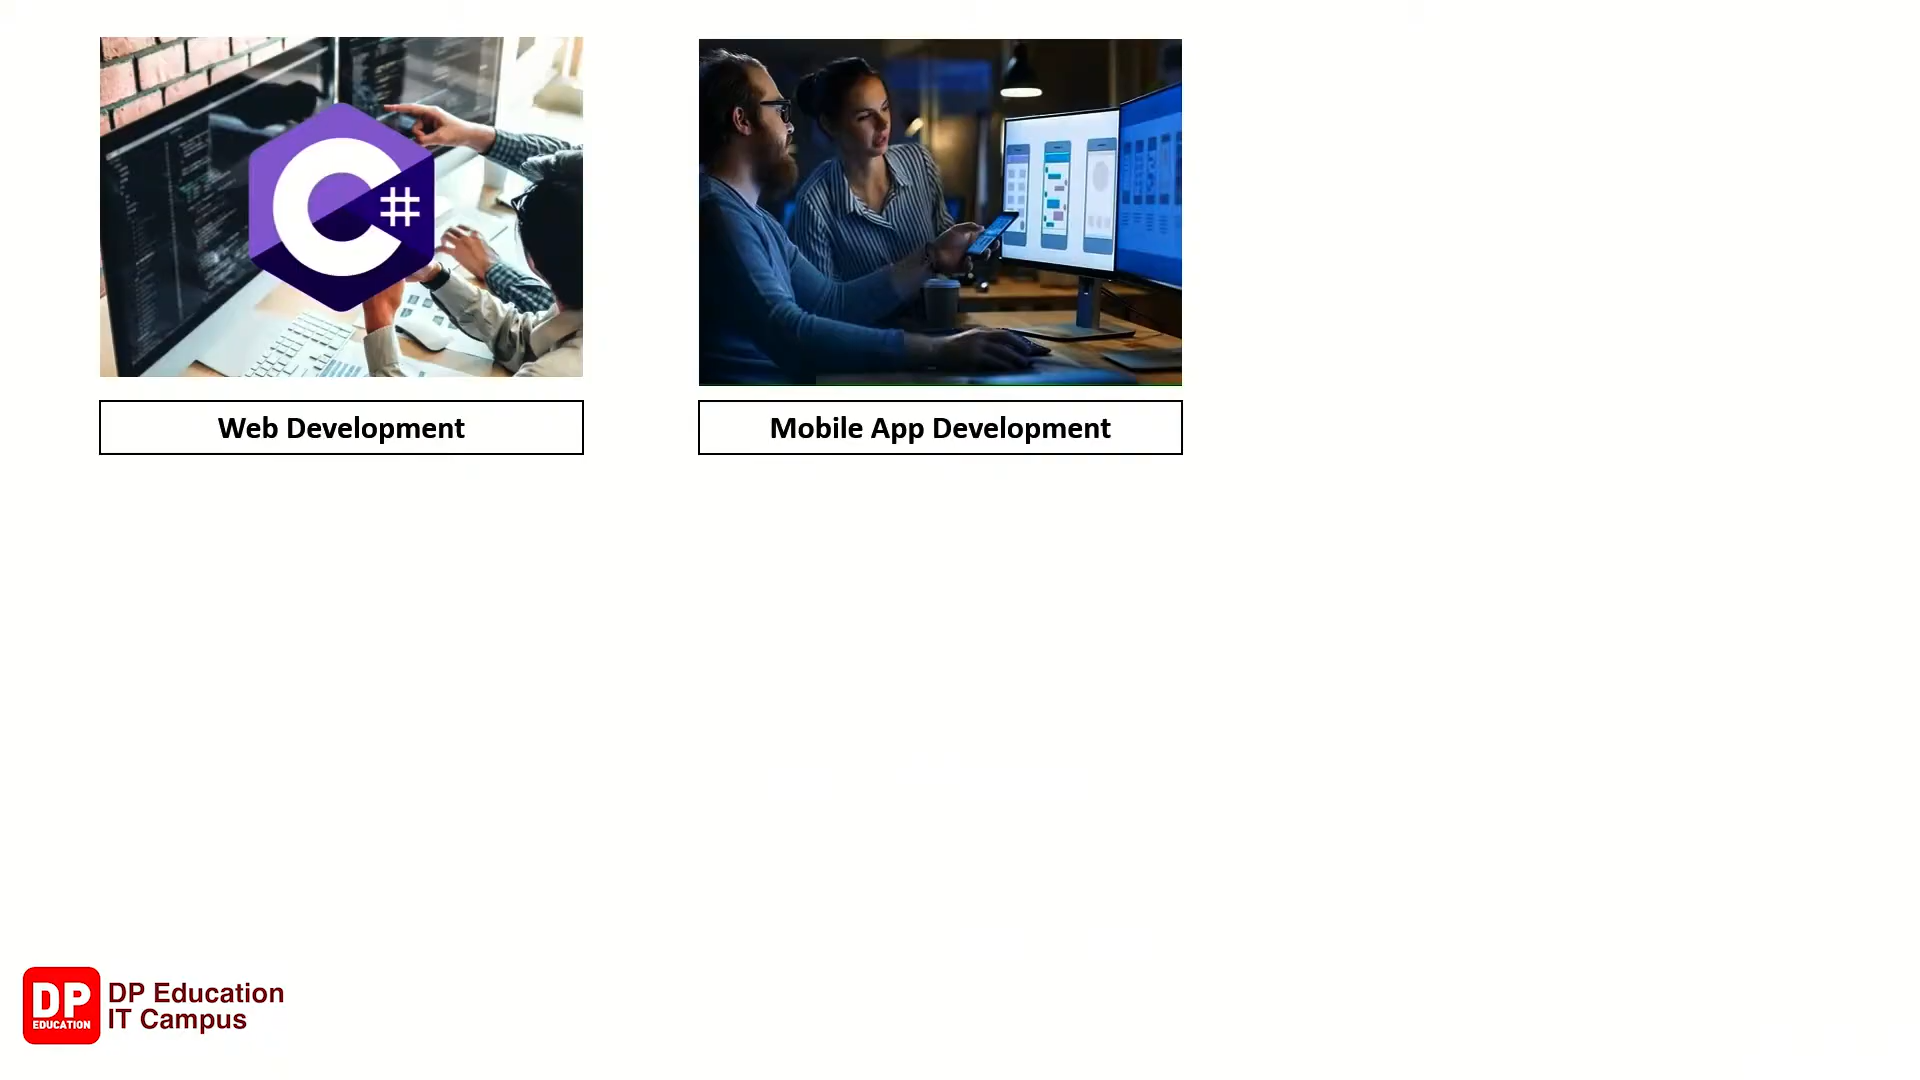 C#
Web Development
Mobile App Development
DP
EDUCATION
DP Education
IT Campus